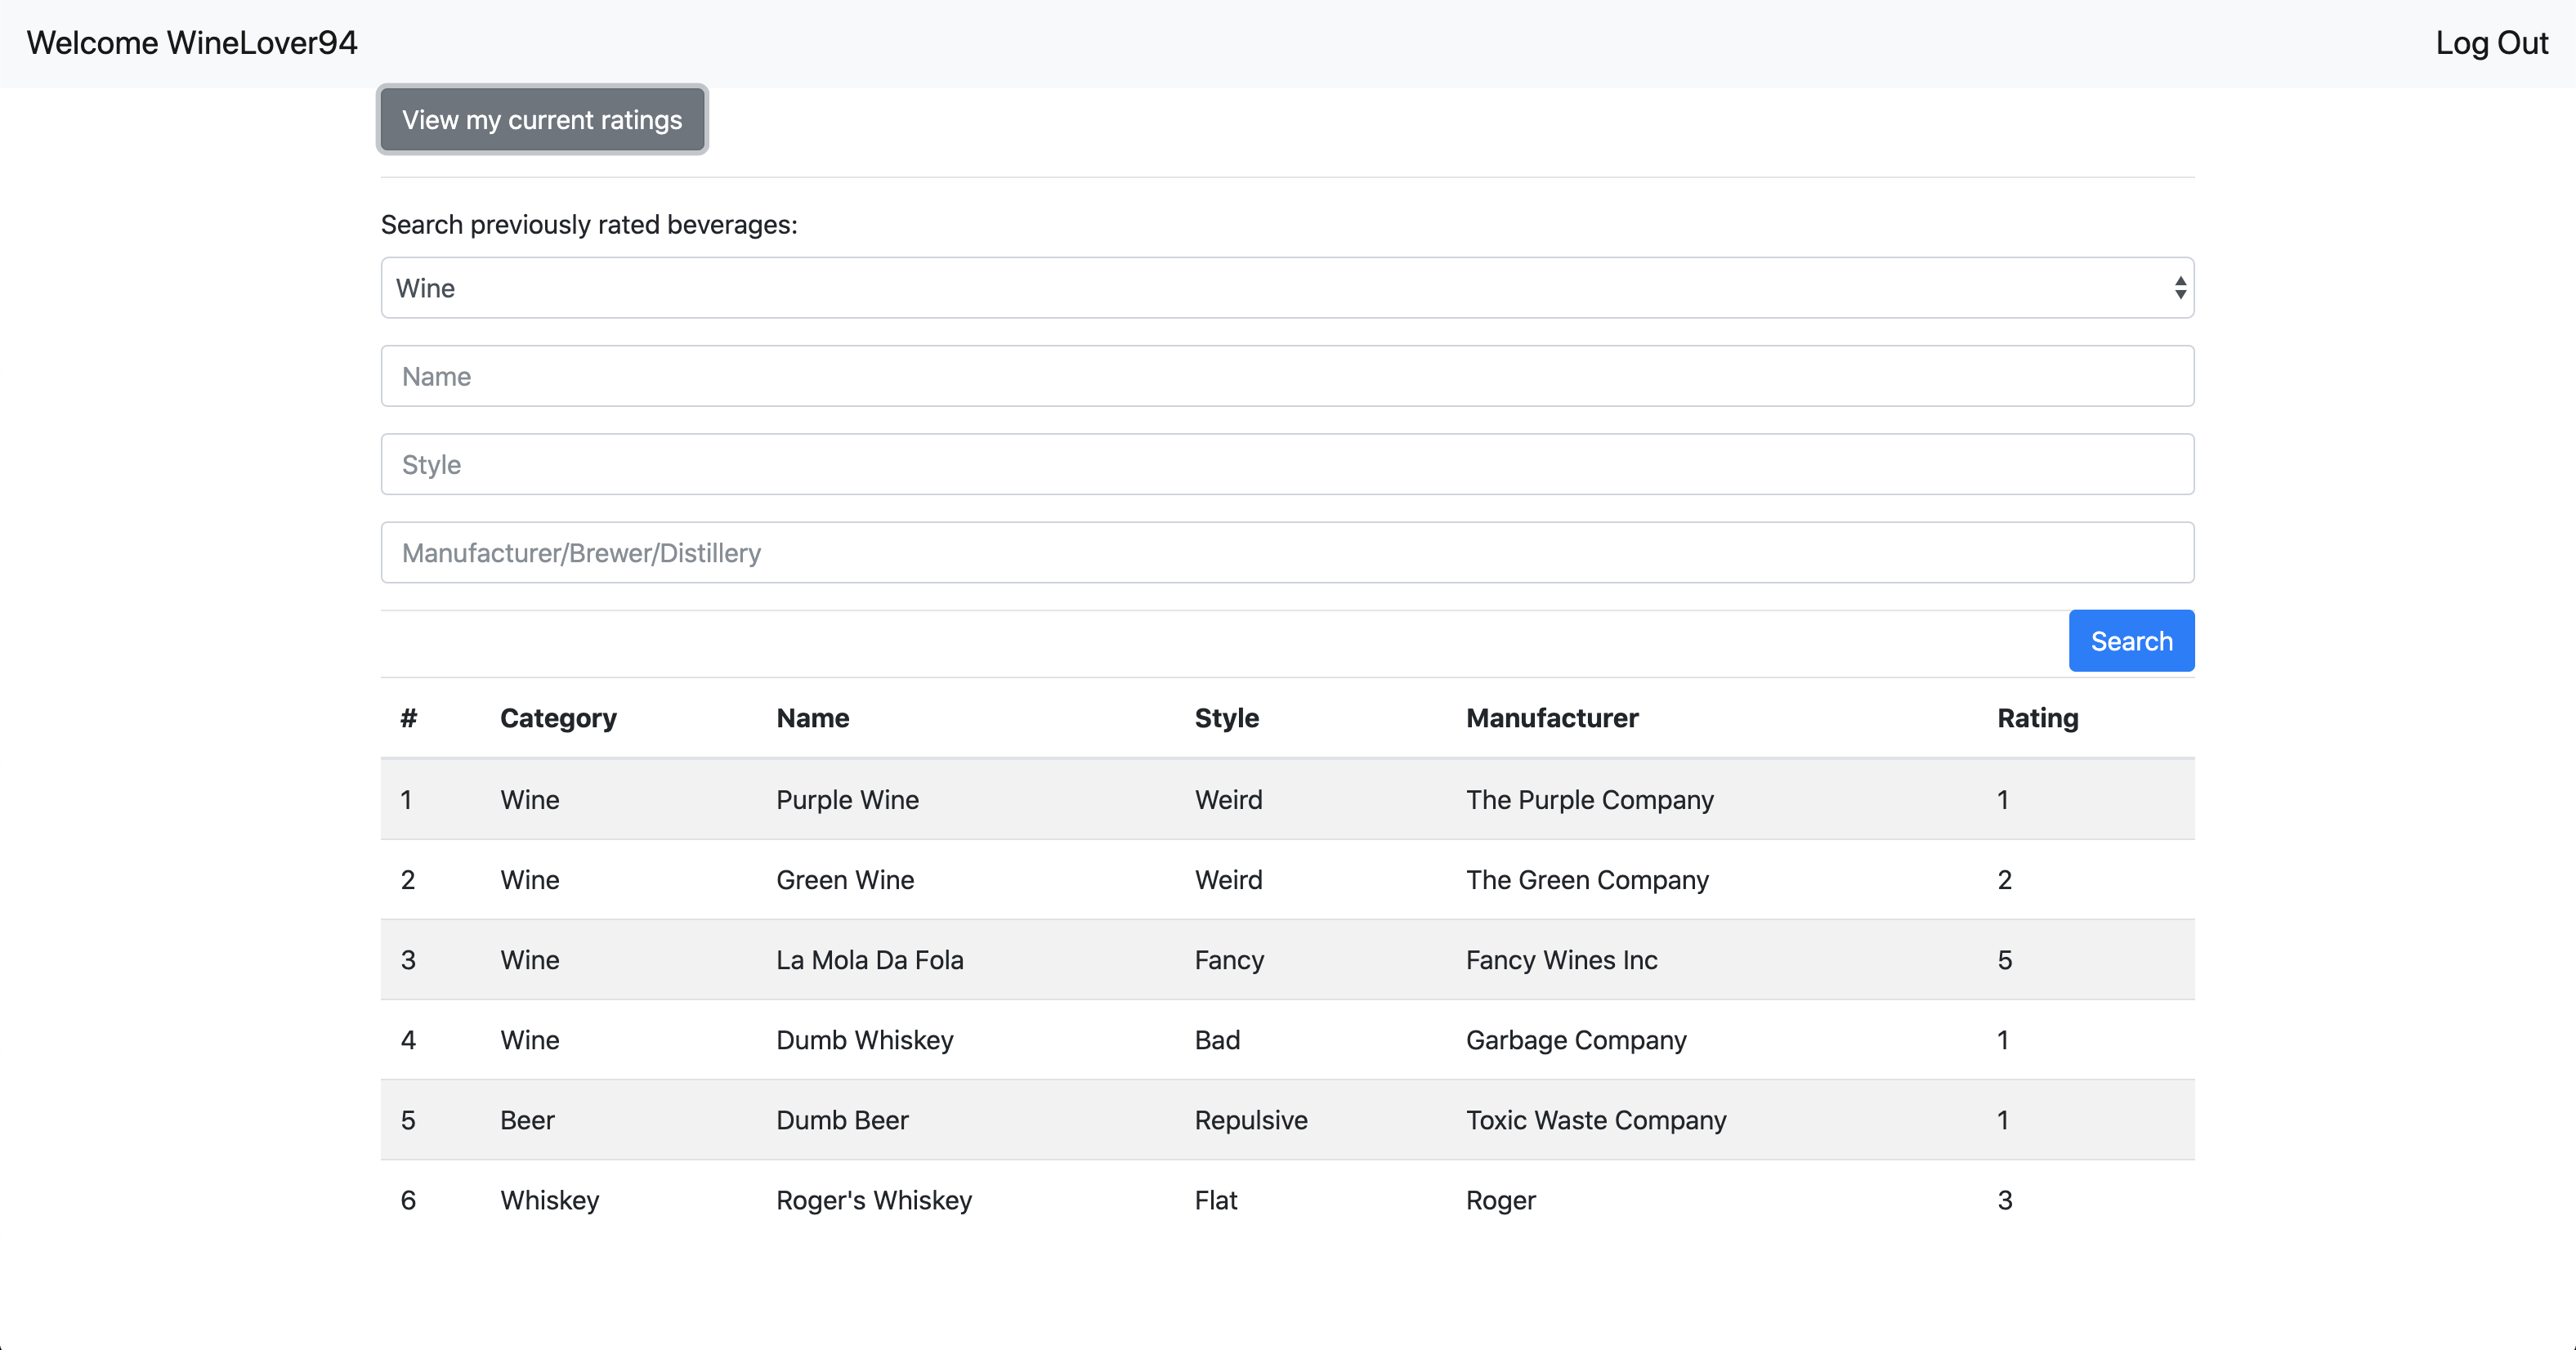 Welcome WineLover94 Log Out
View my current ratings
Search previously rated beverages:
Wine
Name
Style
Manufacturer/Brewer/Distillery
Search
# Category Name Style Manufacturer Rating
1 Wine Purple Wine Weird The Purple Company 1
2 Wine Green Wine Weird The Green Company 2
3 Wine La Mola Da Fola Fancy Fancy Wines Inc 5
4 Wine Dumb Whiskey Bad Garbage Company 1
5 Beer Dumb Beer Repulsive Toxic Waste Company 1
6 Whiskey Roger's Whiskey Flat Roger 3